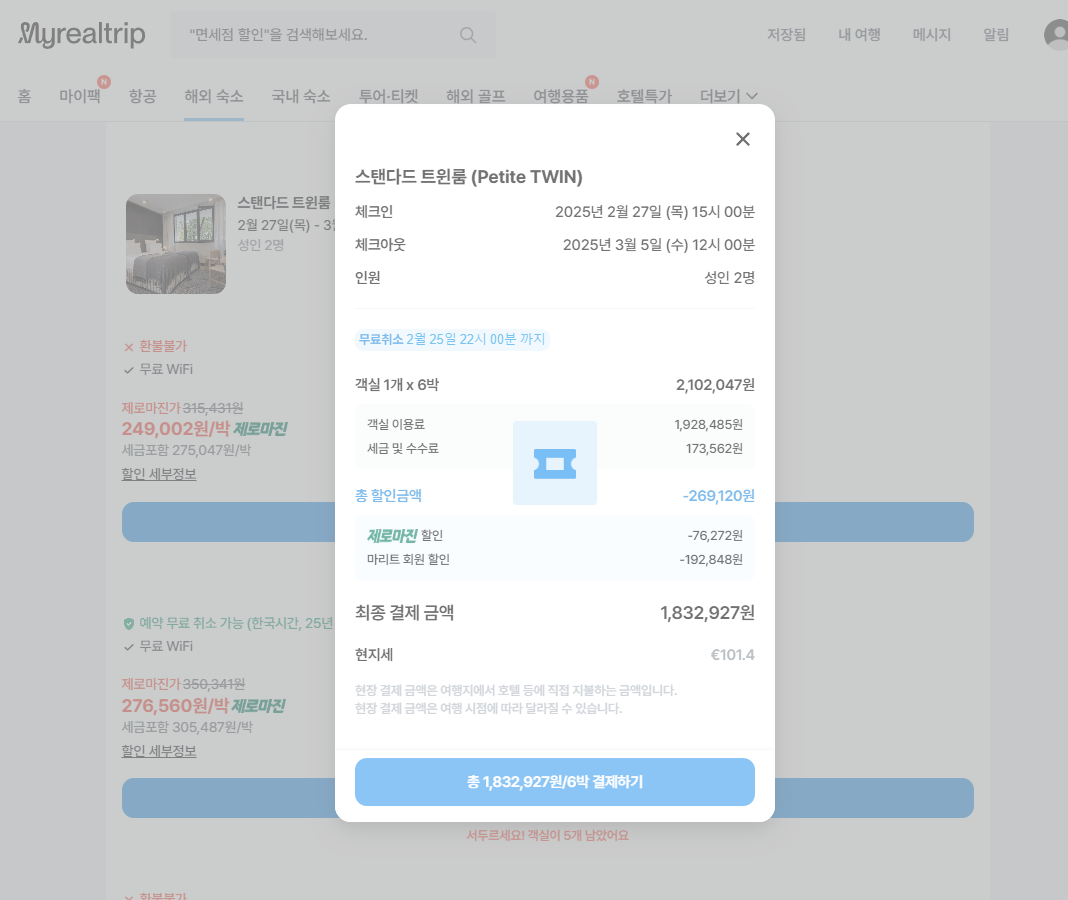 Myrealtrip
"면세점 할인"을 검색해보세요.
저장됨 내 여행 메시지 알림
홈 마이팩 N 항공 해외 숙소 국내 숙소 투어·티켓 해외 골프 여행용품 N 호텔특가 더보기
스탠다드 트윈룸
2월 27일(목) - 3월
성인 2명
환불불가
무료 WiFi
제로마진가 315,431원
249,002원/박 제로마진
세금포함 275,047원/박
할인 세부정보
예약 무료 취소 가능 (한국시간, 25년
무료 WiFi
제로마진가 350,341원
276,560원/박 제로마진
세금포함 305,487원/박
할인 세부정보
서두르세요! 객실이 5개 남았어요
환불불가
스탠다드 트윈룸 (Petite TWIN)
체크인 2025년 2월 27일 (목) 15시 00분
체크아웃 2025년 3월 5일 (수) 12시 00분
인원 성인 2명
무료취소 2월 25일 22시 00분 까지
객실 1개 x 6박 2,102,047원
객실 이용료 1,928,485원
세금 및 수수료 173,562원
총 할인금액 -269,120원
제로마진 할인 -76,272원
마리트 회원 할인 -192,848원
최종 결제 금액 1,832,927원
현지세 €101.4
현장 결제 금액은 여행지에서 호텔 등에 직접 지불하는 금액입니다.
현장 결제 금액은 여행 시점에 따라 달라질 수 있습니다.
총 1,832,927원/6박 결제하기